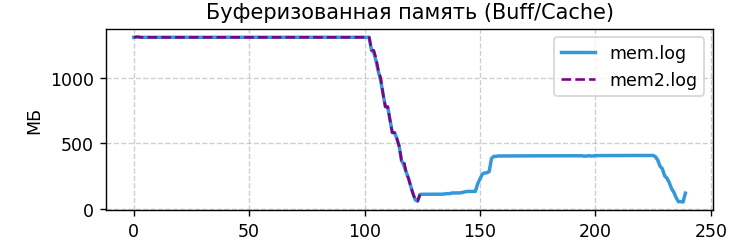 Буферизованная память (Buff/Cache)
mem.log
mem2.log
МБ
1000
500
0
0 50 100 150 200 250